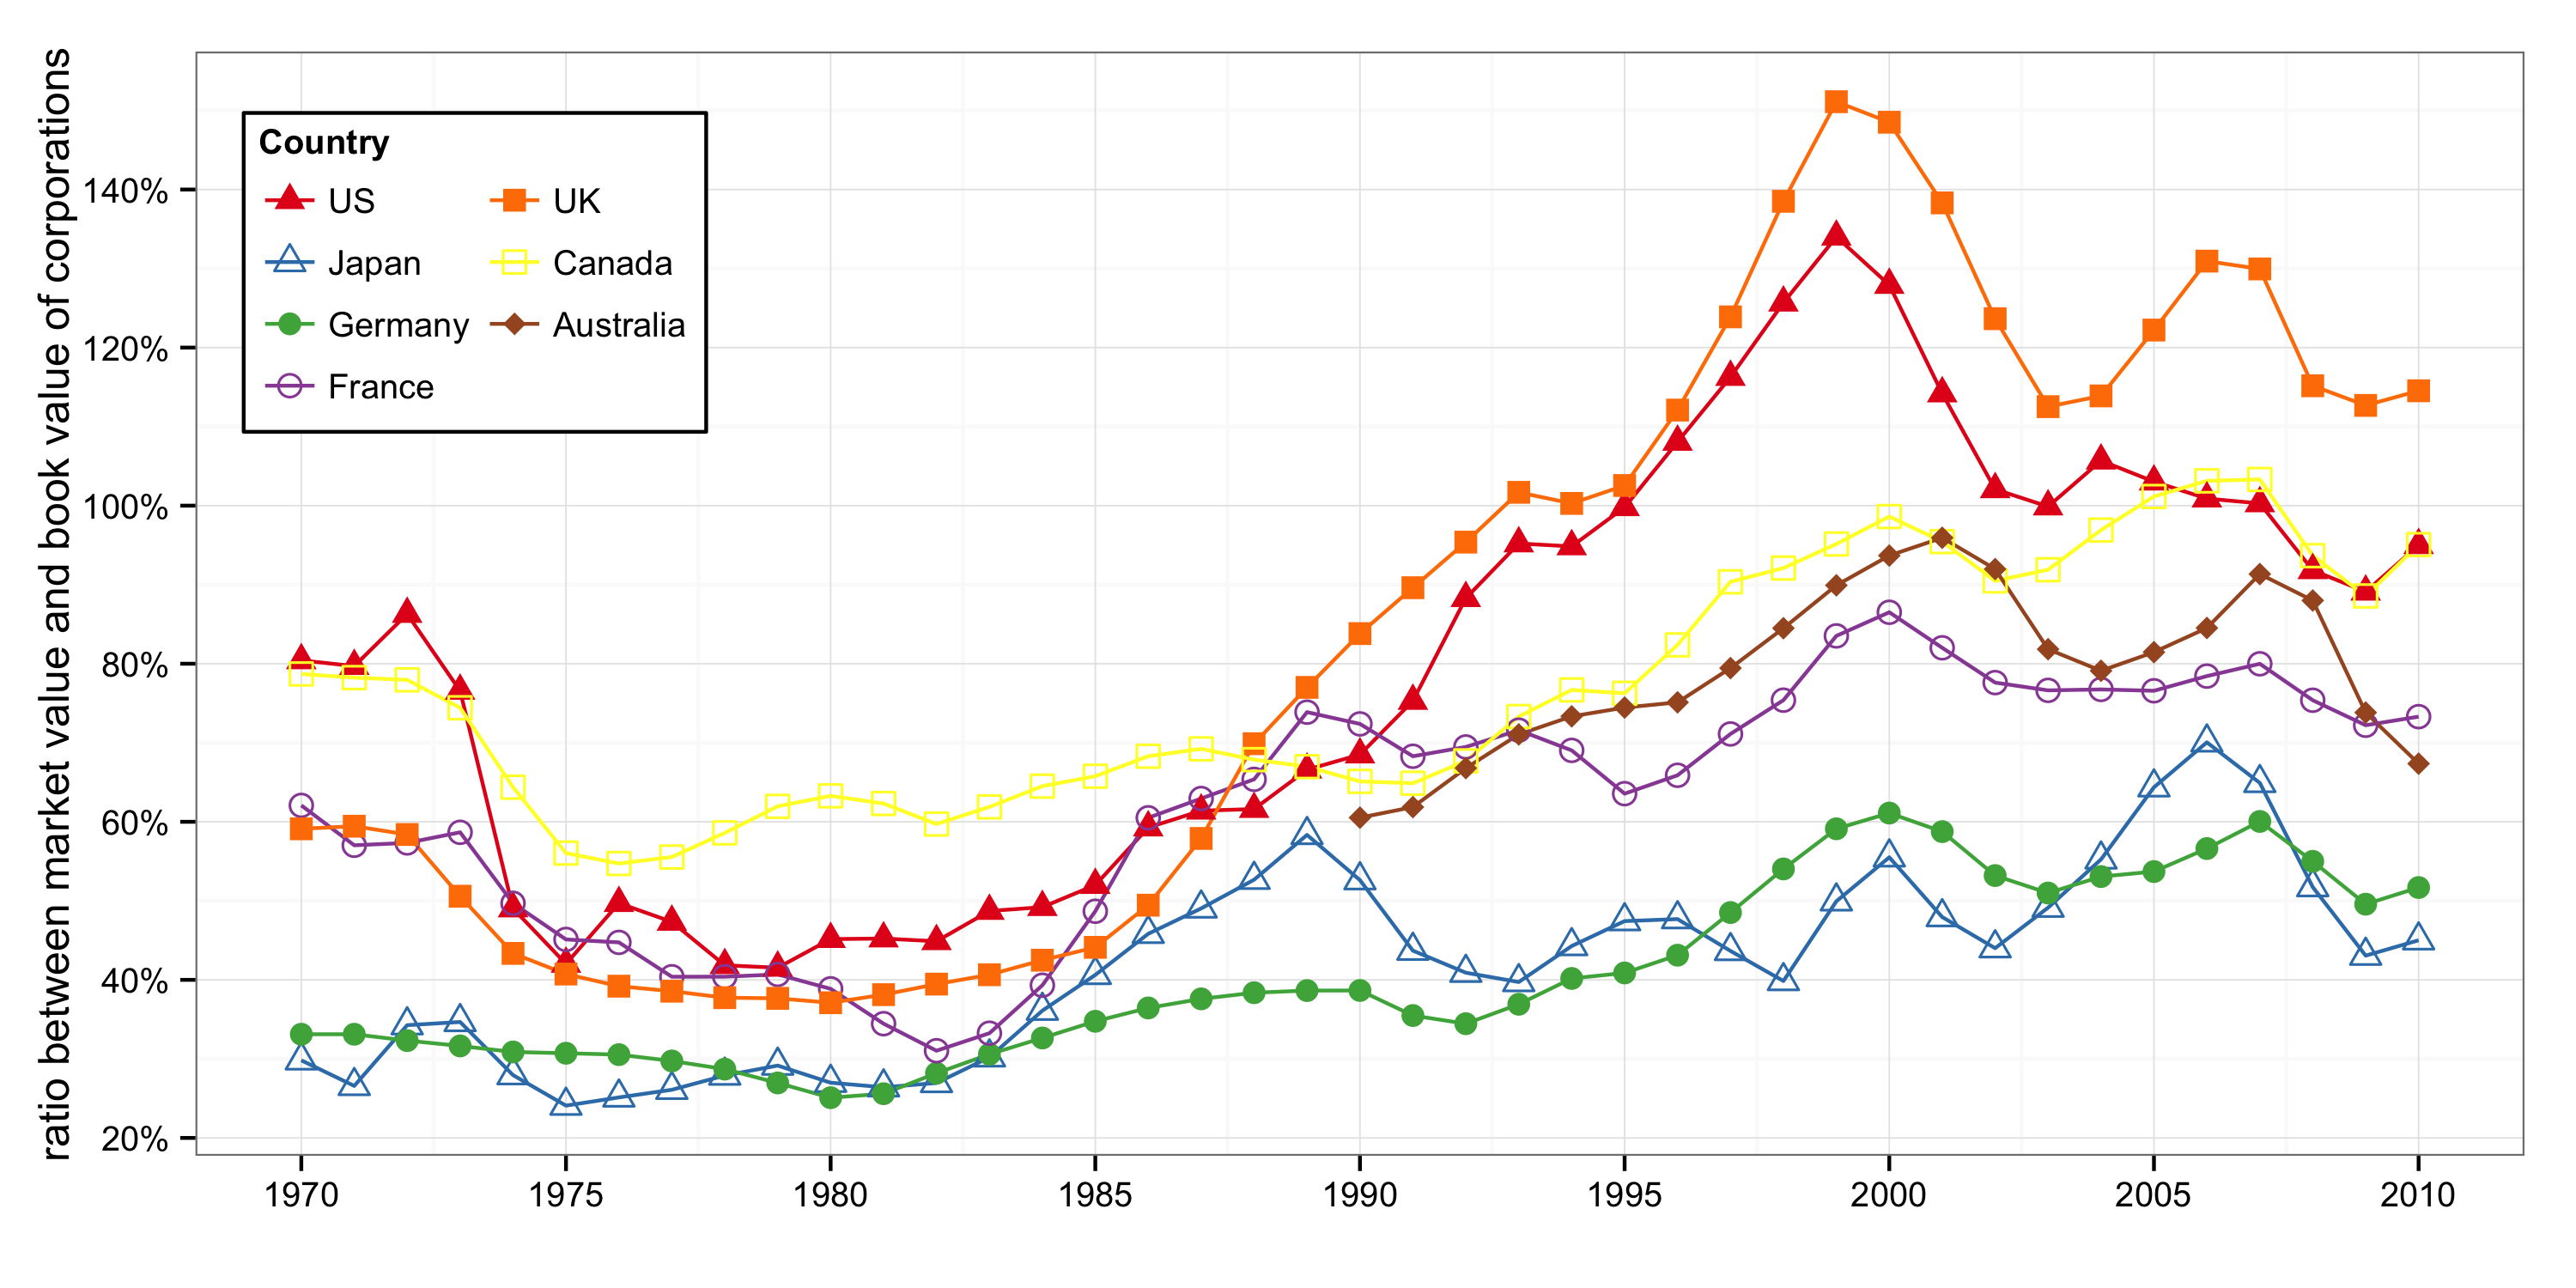 ratio between market value and book value of corporations
Country
US
UK
Japan
Canada
Germany
Australia
France
140%
120%
100%
80%
60%
40%
20%
1970 1975 1980 1985 1990 1995 2000 2005 2010